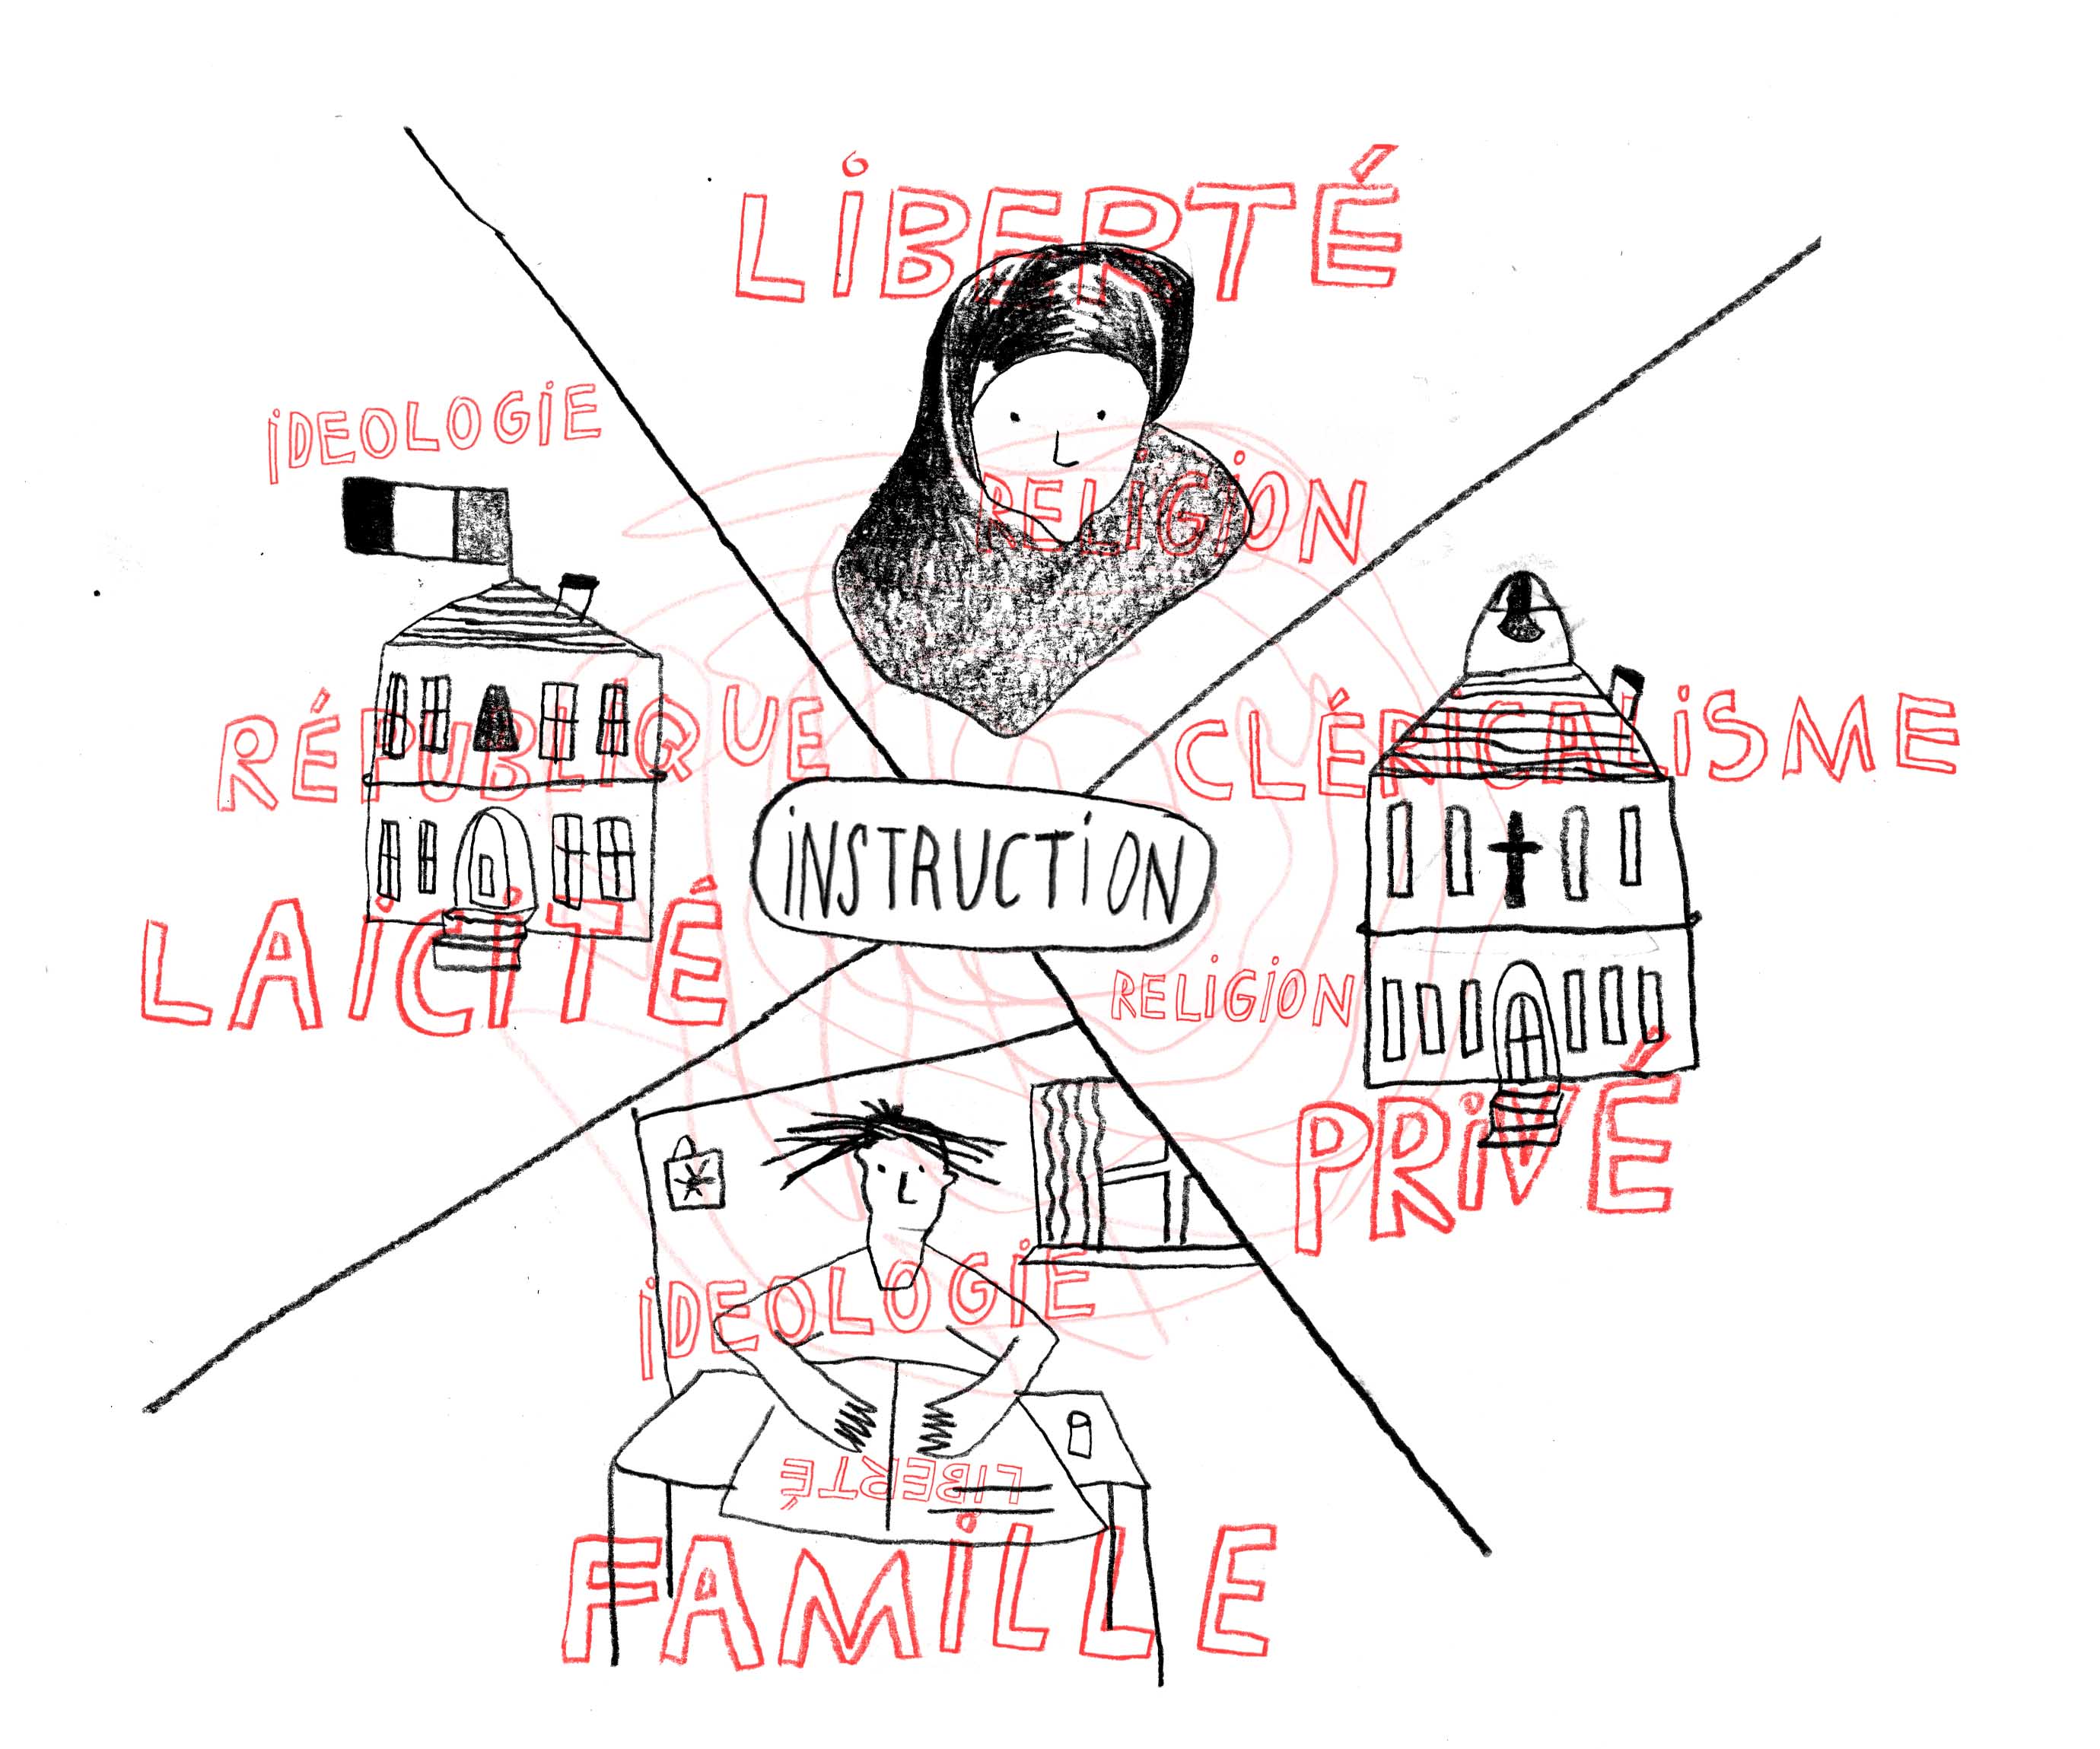 LiBERTÉ
RELiGiON
iDEOLOGiE
RÉPUBLiQUE
LAiCiTÉ
iNSTRUCTiON
CLÉRiCALiSME
RELiGiON
PRiVÉ
iDEOLOGiE
LIBERTÉ
FAMiLLE